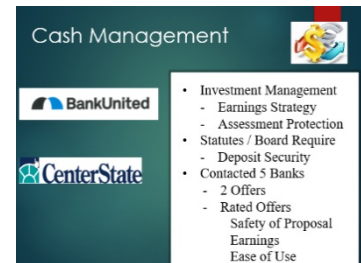 Cash Management
BankUnited
CenterState
• Investment Management
- Earnings Strategy
- Assessment Protection
• Statutes / Board Require
- Deposit Security
• Contacted 5 Banks
- 2 Offers
- Rated Offers
Safety of Proposal
Earnings
Ease of Use